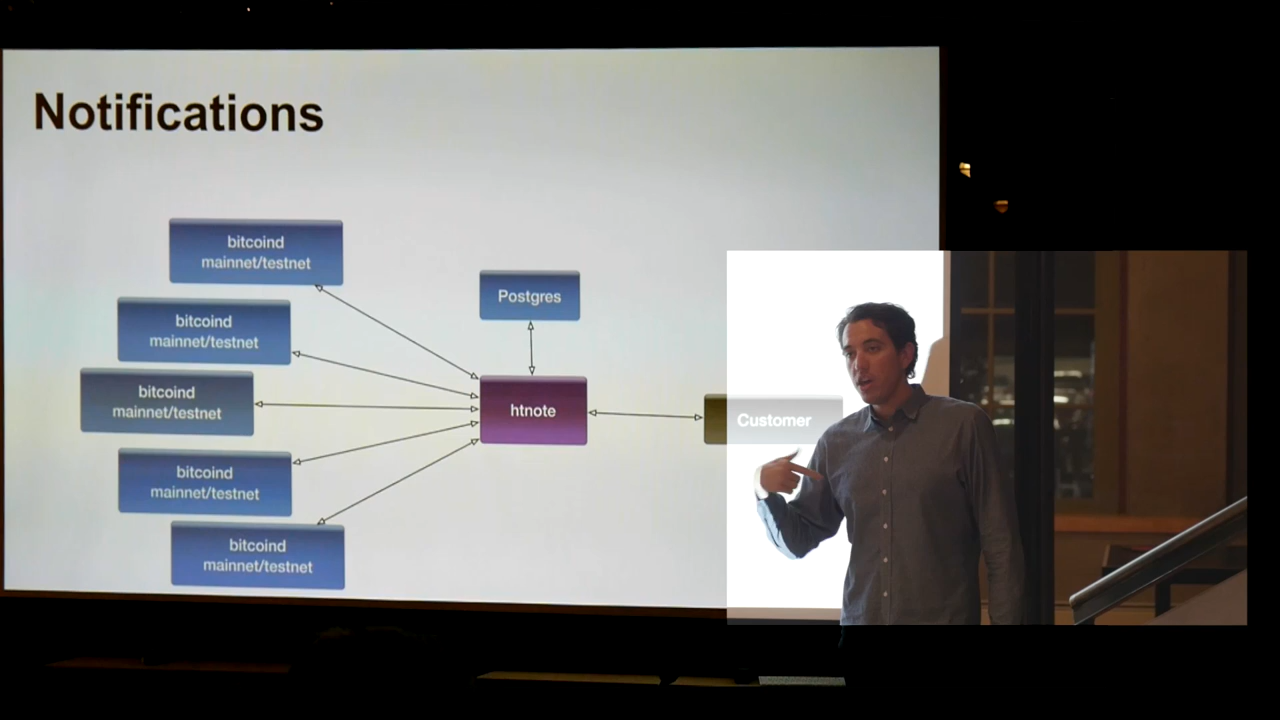 Notifications
bitcoind
mainnet/testnet
bitcoind
mainnet/testnet
bitcoind
mainnet/testnet
bitcoind
mainnet/testnet
bitcoind
mainnet/testnet
Postgres
htnote
Customer